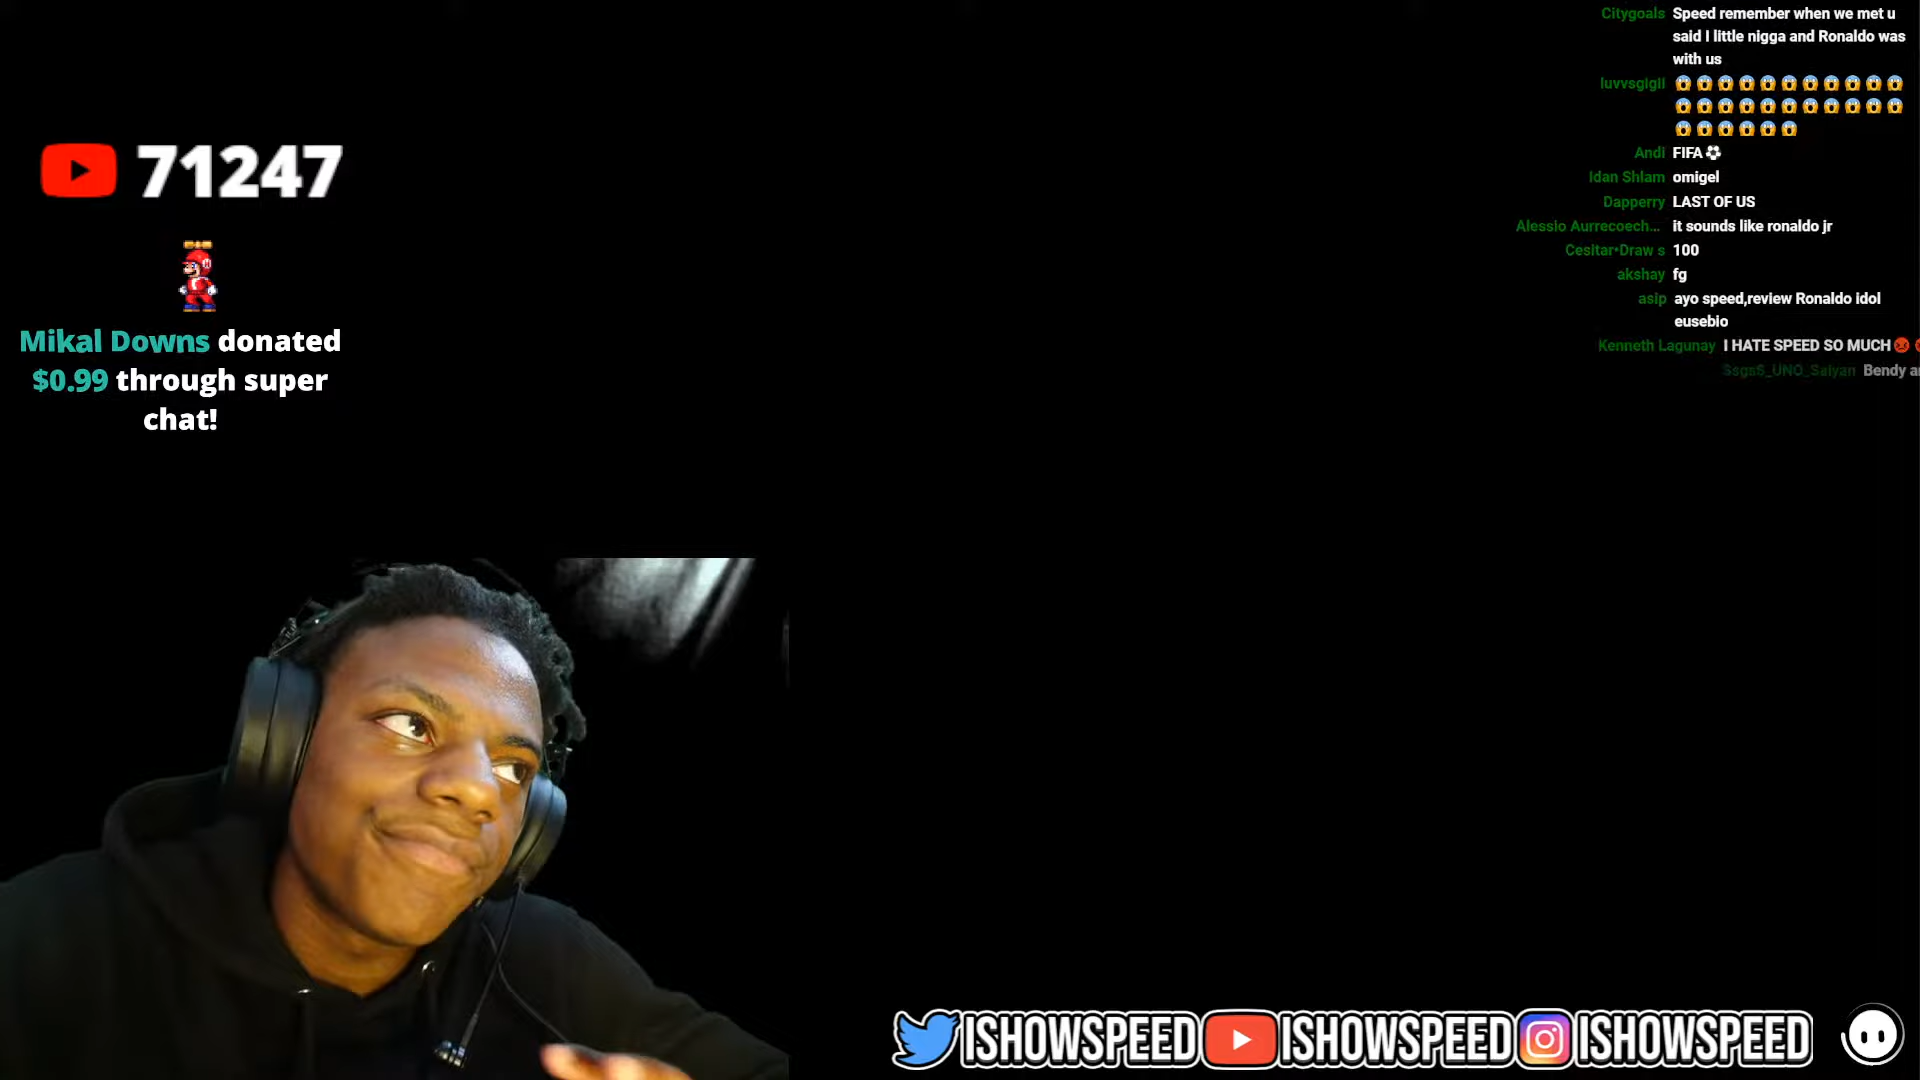 Citygoals Speed remember when we met u
said I little nigga and Ronaldo was
with us
luvvsgigli 😱😱😱😱😱😱😱😱😱😱😱
😱😱😱😱😱😱😱😱😱😱😱
😱😱😱😱😱😱
Andi FIFA⚽
Idan Shlam omigel
Dapperry LAST OF US
Alessio Aurrecoech... it sounds like ronaldo jr
Cesitar•Draw s 100
akshay fg
asip ayo speed,review Ronaldo idol
eusebio
Kenneth Lagunay I HATE SPEED SO MUCH😡
SsgsS_UNO_Saiyan Bendy
71247
Mikal Downs donated
$0.99 through super
chat!
ISHOWSPEED ISHOWSPEED ISHOWSPEED